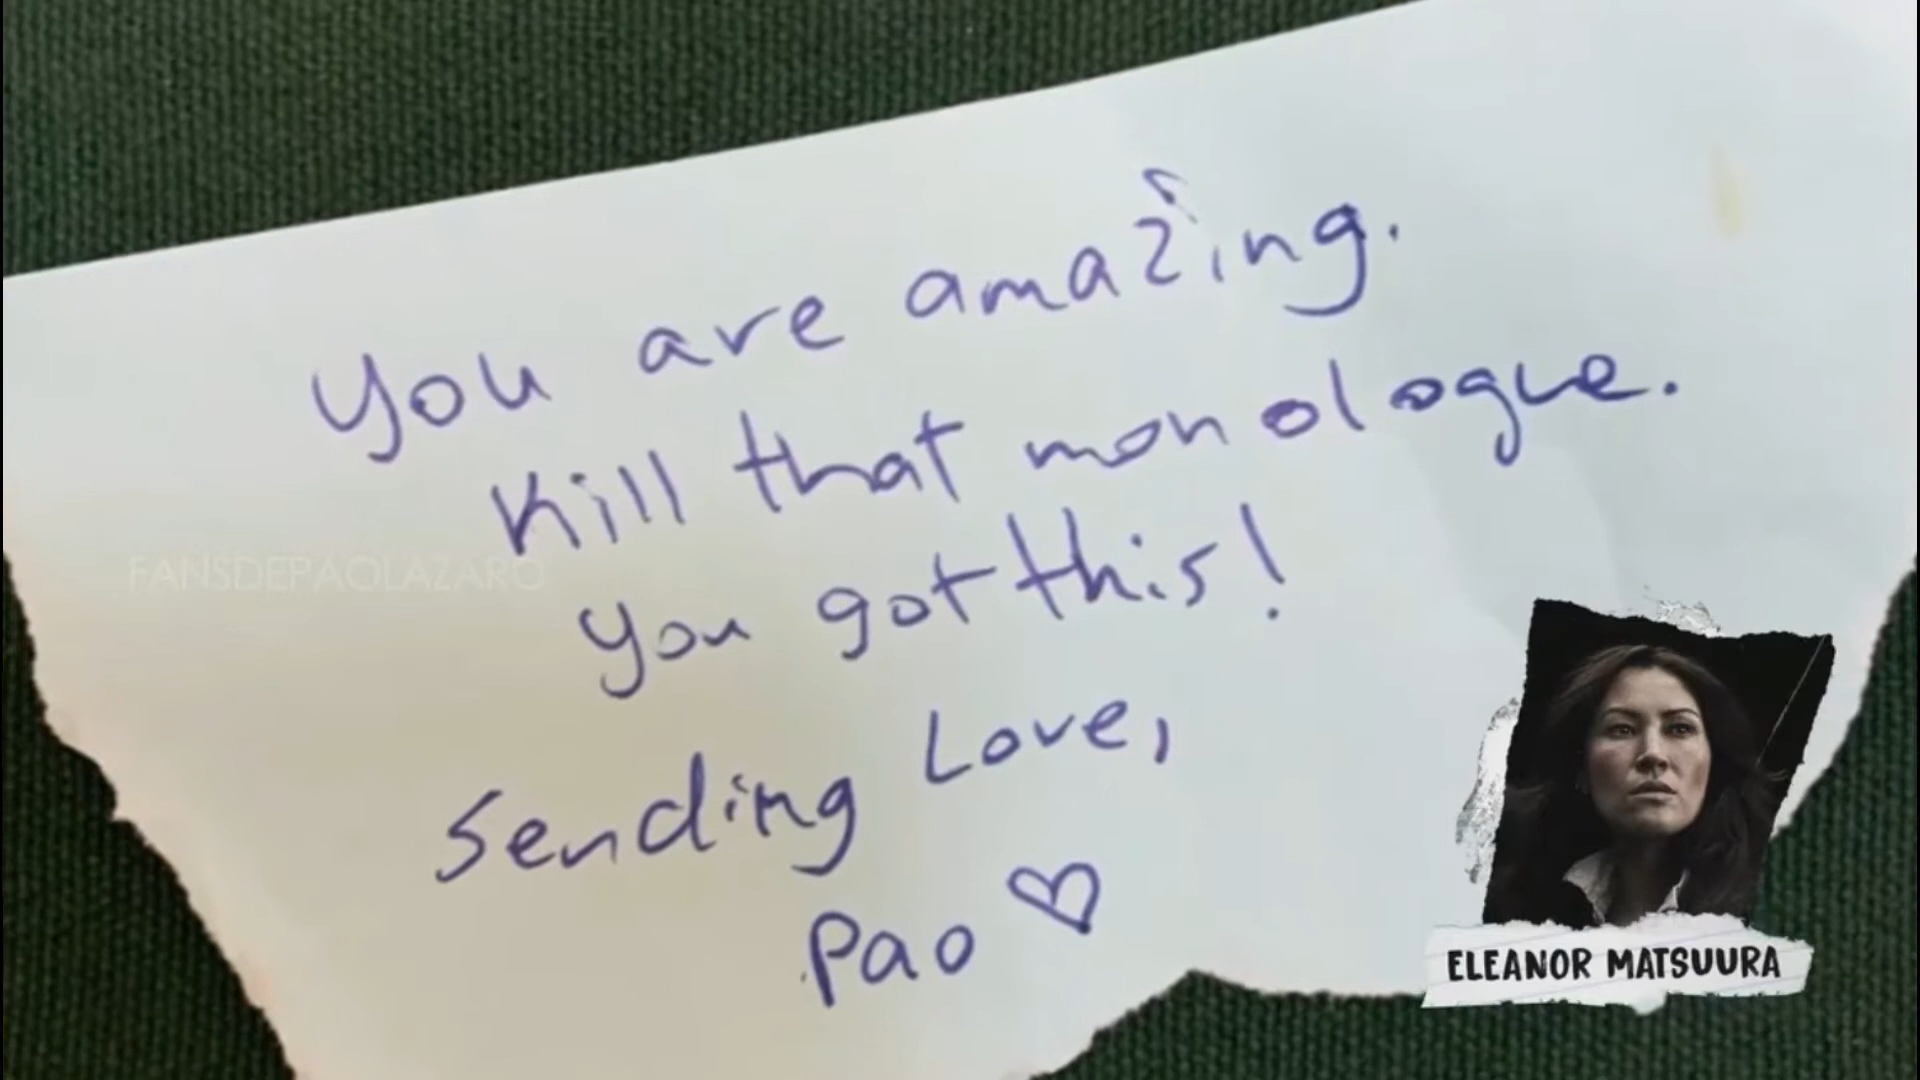 You are amazing.
Kill that monologue.
You got this!
Sending Love,
Pao ♡
FANSDEPAOLAZARO
ELEANOR MATSUURA